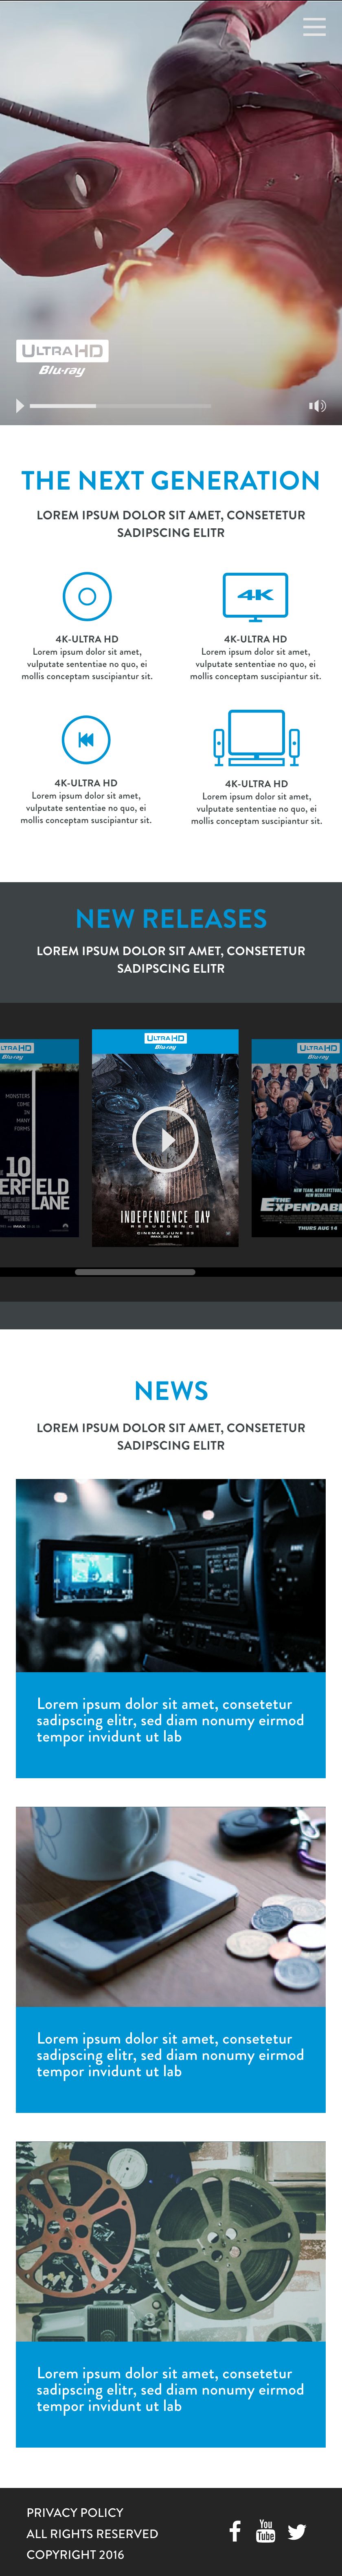 ULTRA HD
Blu-ray
THE NEXT GENERATION
LOREM IPSUM DOLOR SIT AMET, CONSETETUR
SADIPSCING ELITR
4K
4K-ULTRA HD
Lorem ipsum dolor sit amet,
vulputate sententiae no quo, ei
mollis conceptam suscipiantur sit.
4K-ULTRA HD
Lorem ipsum dolor sit amet,
vulputate sententiae no quo, ei
mollis conceptam suscipiantur sit.
4K-ULTRA HD
Lorem ipsum dolor sit amet,
vulputate sententiae no quo, ei
mollis conceptam suscipiantur sit.
4K-ULTRA HD
Lorem ipsum dolor sit amet,
vulputate sententiae no quo, ei
mollis conceptam suscipiantur sit.
NEW RELEASES
LOREM IPSUM DOLOR SIT AMET, CONSETETUR
SADIPSCING ELITR
LTRA HD
Blu-ray
MONSTERS
COME
IN
MANY
FORMS
10
ERFIELD
LANE
ULTRA HD
Blu-ray
INDEPENDENCE DAY
RESURGENCE
CINEMAS JUNE 23
ULTRA HD
Blu-ray
NEW TEAM, NEW ATTITUDE,
NEW MISSION
THE
EXPENDAB
THURS AUG 14
NEWS
LOREM IPSUM DOLOR SIT AMET, CONSETETUR
SADIPSCING ELITR
Lorem ipsum dolor sit amet, consetetur
sadipscing elitr, sed diam nonumy eirmod
tempor invidunt ut lab
Lorem ipsum dolor sit amet, consetetur
sadipscing elitr, sed diam nonumy eirmod
tempor invidunt ut lab
Lorem ipsum dolor sit amet, consetetur
sadipscing elitr, sed diam nonumy eirmod
tempor invidunt ut lab
PRIVACY POLICY
ALL RIGHTS RESERVED
COPYRIGHT 2016
You
Tube